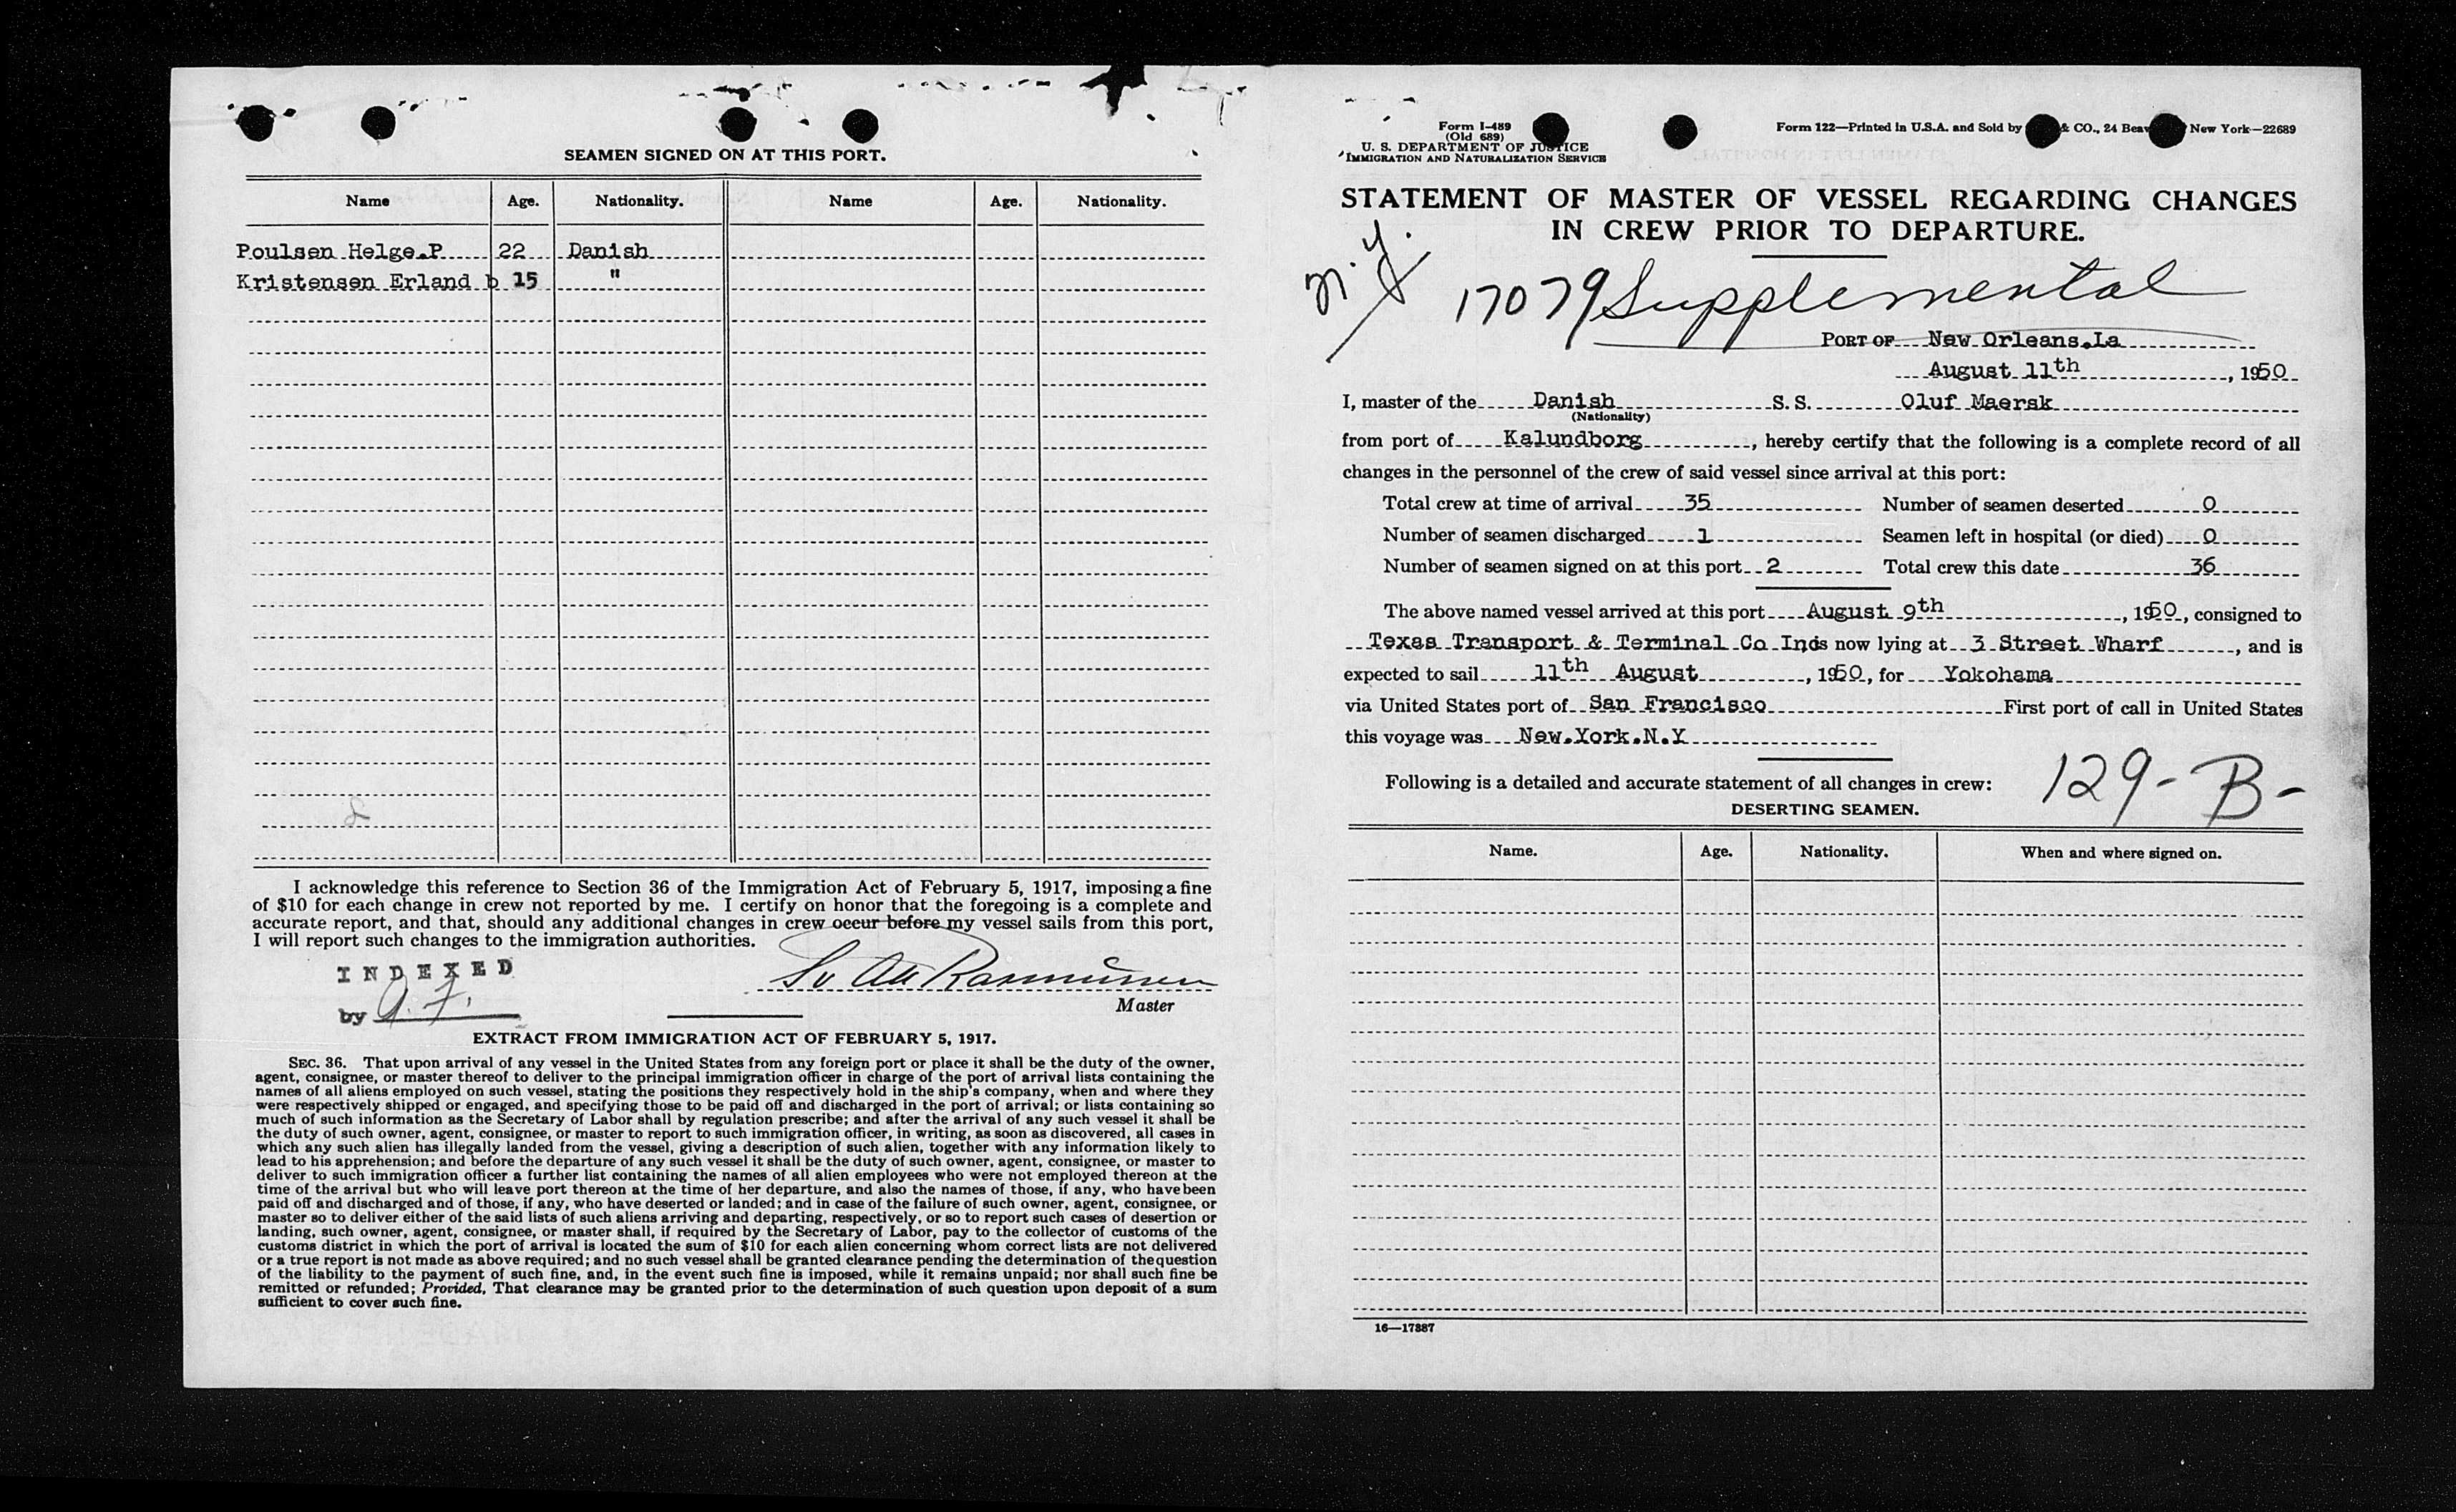 SEAMEN SIGNED ON AT THIS PORT.
Name Age. Nationality. Name Age. Nationality.
Poulsen Helge.P 22 Danish
Kristensen Erland b 15 "
I acknowledge this reference to Section 36 of the Immigration Act of February 5, 1917, imposing a fine
of $10 for each change in crew not reported by me. I certify on honor that the foregoing is a complete and
accurate report, and that, should any additional changes in crew occur before my vessel sails from this port,
I will report such changes to the immigration authorities.
INDEXED
by
Rasmussen
Master
EXTRACT FROM IMMIGRATION ACT OF FEBRUARY 5, 1917.
SEC. 36. That upon arrival of any vessel in the United States from any foreign port or place it shall be the duty of the owner,
agent, consignee, or master thereof to deliver to the principal immigration officer in charge of the port of arrival lists containing the
names of all aliens employed on such vessel, stating the positions they respectively hold in the ship's company, when and where they
were respectively shipped or engaged, and specifying those to be paid off and discharged in the port of arrival; or lists containing so
much of such information as the Secretary of Labor shall by regulation prescribe; and after the arrival of any such vessel it shall be
the duty of such owner, agent, consignee, or master to report to such immigration officer, in writing, as soon as discovered, all cases in
which any such alien has illegally landed from the vessel, giving a description of such alien, together with any information likely to
lead to his apprehension; and before the departure of any such vessel it shall be the duty of such owner, agent, consignee, or master to
deliver to such immigration officer a further list containing the names of all alien employees who were not employed thereon at the
time of the arrival but who will leave port thereon at the time of her departure, and also the names of those, if any, who have been
paid off and discharged and of those, if any, who have deserted or landed; and in case of the failure of such owner, agent, consignee, or
master so to deliver either of the said lists of such aliens arriving and departing, respectively, or so to report such cases of desertion or
landing, such owner, agent, consignee, or master shall, if required by the Secretary of Labor, pay to the collector of customs of the
customs district in which the port of arrival is located the sum of $10 for each alien concerning whom correct lists are not delivered
or a true report is not made as above required; and no such vessel shall be granted clearance pending the determination of the question
of the liability to the payment of such fine, and, in the event such fine is imposed, while it remains unpaid; nor shall such fine be
remitted or refunded; Provided, That clearance may be granted prior to the determination of such question upon deposit of a sum
sufficient to cover such fine.
Form I-489
(Old 689)
U. S. DEPARTMENT OF JUSTICE
IMMIGRATION AND NATURALIZATION SERVICE
Form 122—Printed in U.S.A. and Sold by & CO., 24 Beav New York—22689
STATEMENT OF MASTER OF VESSEL REGARDING CHANGES
IN CREW PRIOR TO DEPARTURE.
N.Y.
17079 Supplemental
PORT OF New Orleans.La
August 11th, 1950
I, master of the Danish S. S. Oluf Maersk
(Nationality)
from port of Kalundborg, hereby certify that the following is a complete record of all
changes in the personnel of the crew of said vessel since arrival at this port:
Total crew at time of arrival 35 Number of seamen deserted 0
Number of seamen discharged 1 Seamen left in hospital (or died) 0
Number of seamen signed on at this port 2 Total crew this date 36
The above named vessel arrived at this port August 9th, 1950, consigned to
Texas Transport & Terminal Co Inc is now lying at 3 Street Wharf, and is
expected to sail 11th August, 1950, for Yokohama
via United States port of San Francisco First port of call in United States
this voyage was New.York.N.Y
Following is a detailed and accurate statement of all changes in crew:
129-B-
DESERTING SEAMEN.
Name. Age. Nationality. When and where signed on.
16—17887